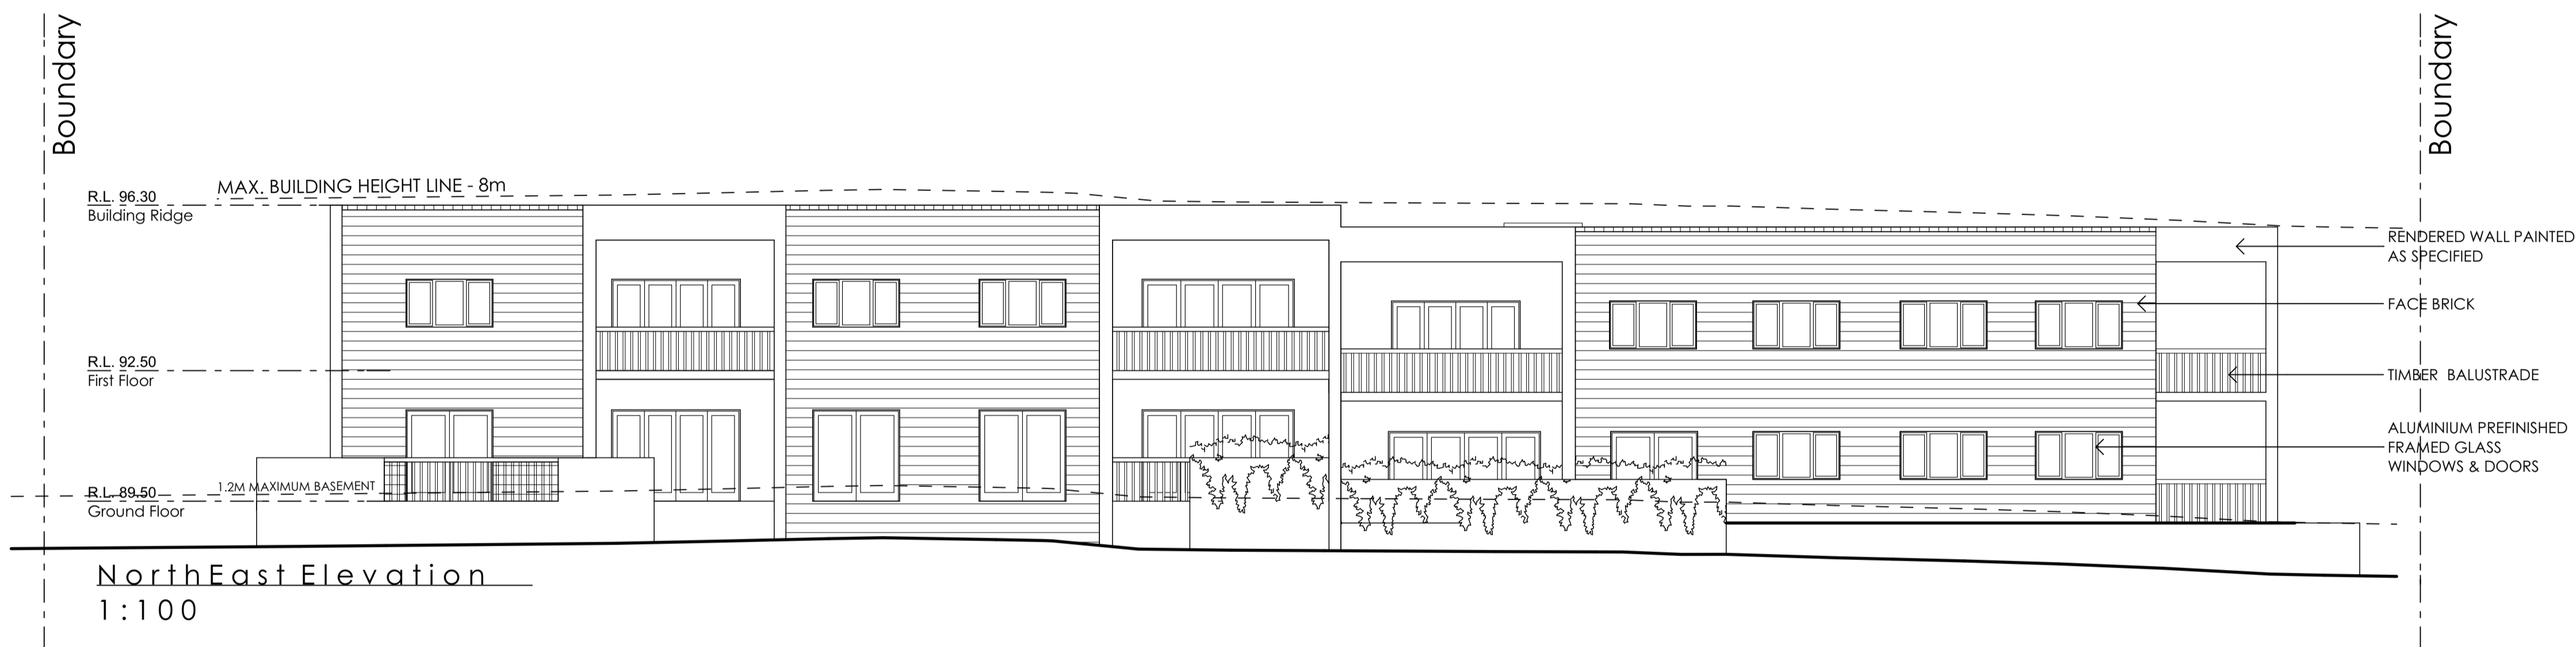 Boundary
Boundary
MAX. BUILDING HEIGHT LINE - 8m
R.L. 96.30
Building Ridge
RENDERED WALL PAINTED
AS SPECIFIED
FACE BRICK
R.L. 92.50
First Floor
TIMBER BALUSTRADE
ALUMINIUM PREFINISHED
FRAMED GLASS
WINDOWS & DOORS
1.2M MAXIMUM BASEMENT
R.L. 89.50
Ground Floor
NorthEast Elevation
1:100